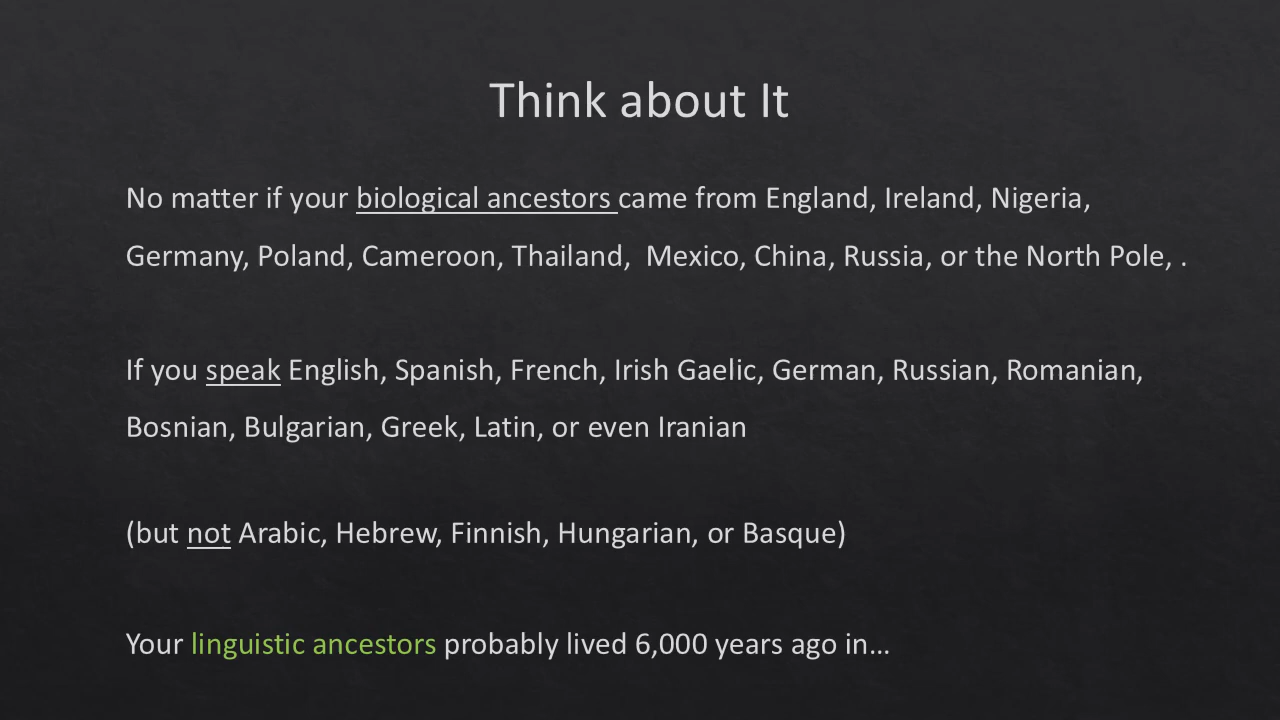 Think about It
No matter if your biological ancestors came from England, Ireland, Nigeria,
Germany, Poland, Cameroon, Thailand,  Mexico, China, Russia, or the North Pole, .
If you speak English, Spanish, French, Irish Gaelic, German, Russian, Romanian,
Bosnian, Bulgarian, Greek, Latin, or even Iranian
(but not Arabic, Hebrew, Finnish, Hungarian, or Basque)
Your linguistic ancestors probably lived 6,000 years ago in...